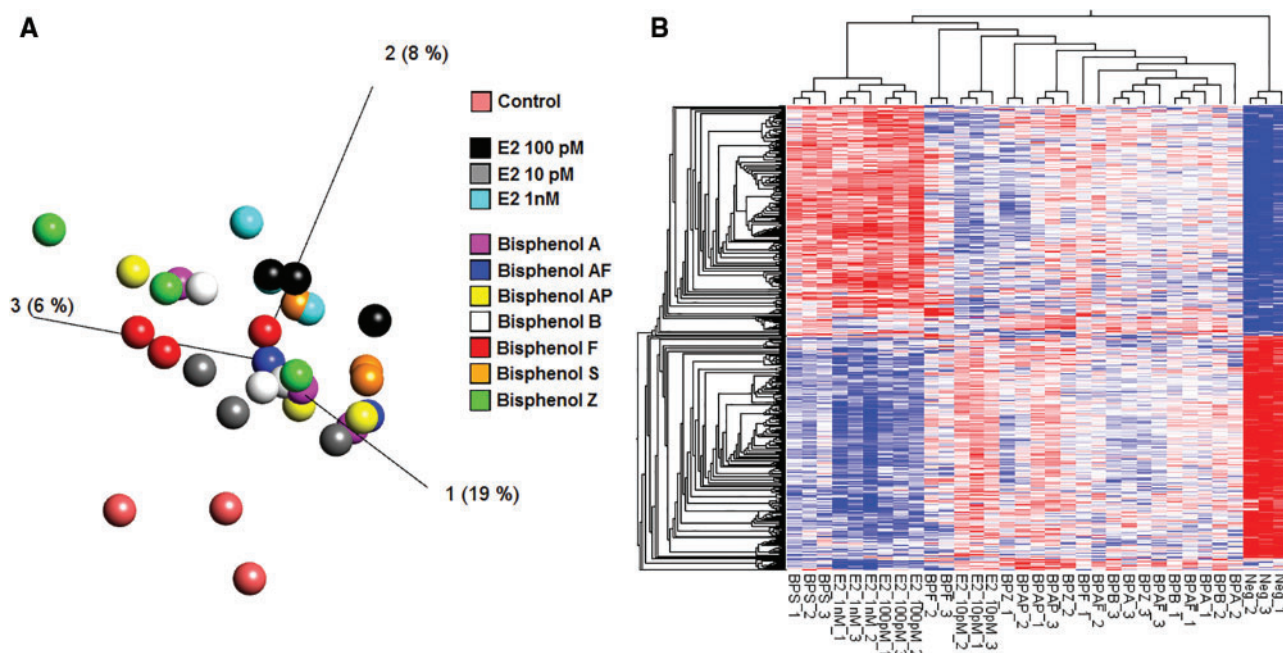 A
2 (8 %)
3 (6 %)
1 (19 %)
Control
E2 100 pM
E2 10 pM
E2 1nM
Bisphenol A
Bisphenol AF
Bisphenol AP
Bisphenol B
Bisphenol F
Bisphenol S
Bisphenol Z
B
BPS_1
BPS_2
BPS_3
E2_1nM_1
E2_1nM_3
E2_1nM_2
E2_100pM_1
E2_100pM_3
E2_100pM_2
BPF_2
BPF_3
E2_10pM_2
E2_10pM_1
E2_10pM_3
BPZ_1
BPAP_2
BPAP_1
BPAP_3
BPZ_2
BPF_1
BPAF_2
BPB_3
BPA_3
BPZ_3
BPAF_3
BPB_1
BPAF_1
BPA_1
BPB_2
BPA_2
Neg_2
Neg_3
Neg_1